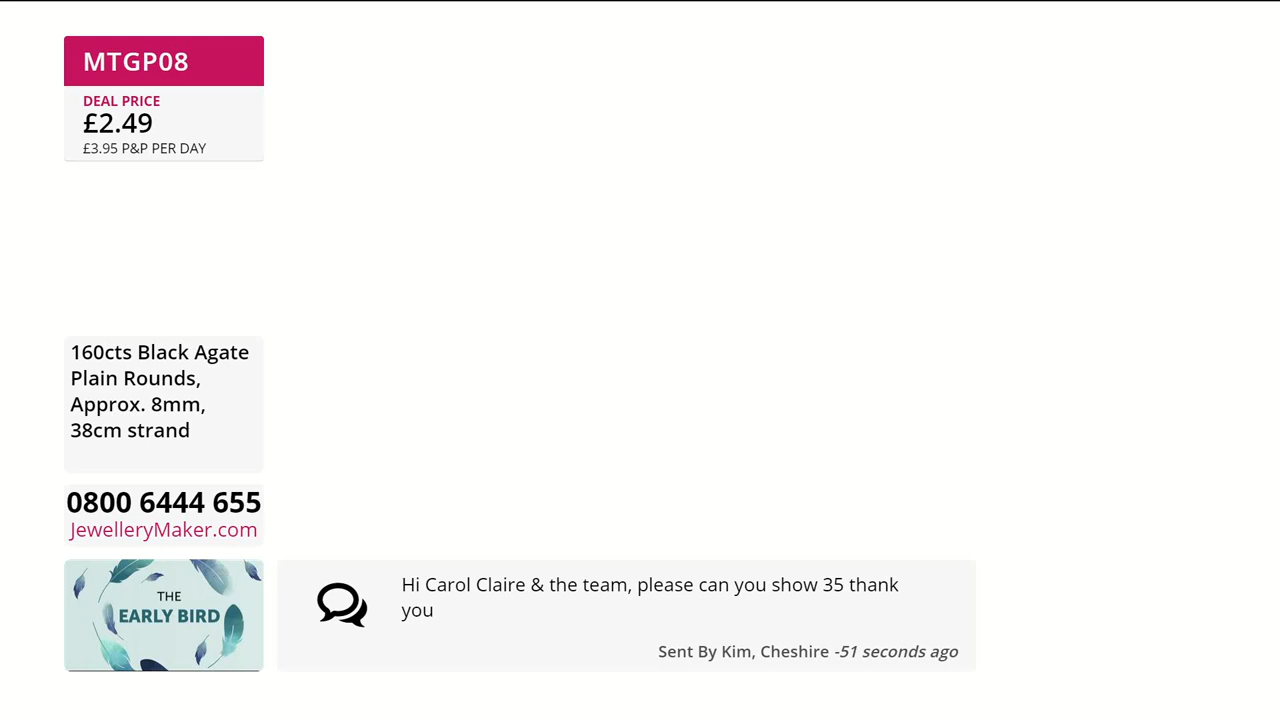 MTGP08
DEAL PRICE
£2.49
£3.95 P&P PER DAY
160cts Black Agate
Plain Rounds,
Approx. 8mm,
38cm strand
0800 6444 655
JewelleryMaker.com
THE
EARLY BIRD
Hi Carol Claire & the team, please can you show 35 thank
you
Sent By Kim, Cheshire -51 seconds ago